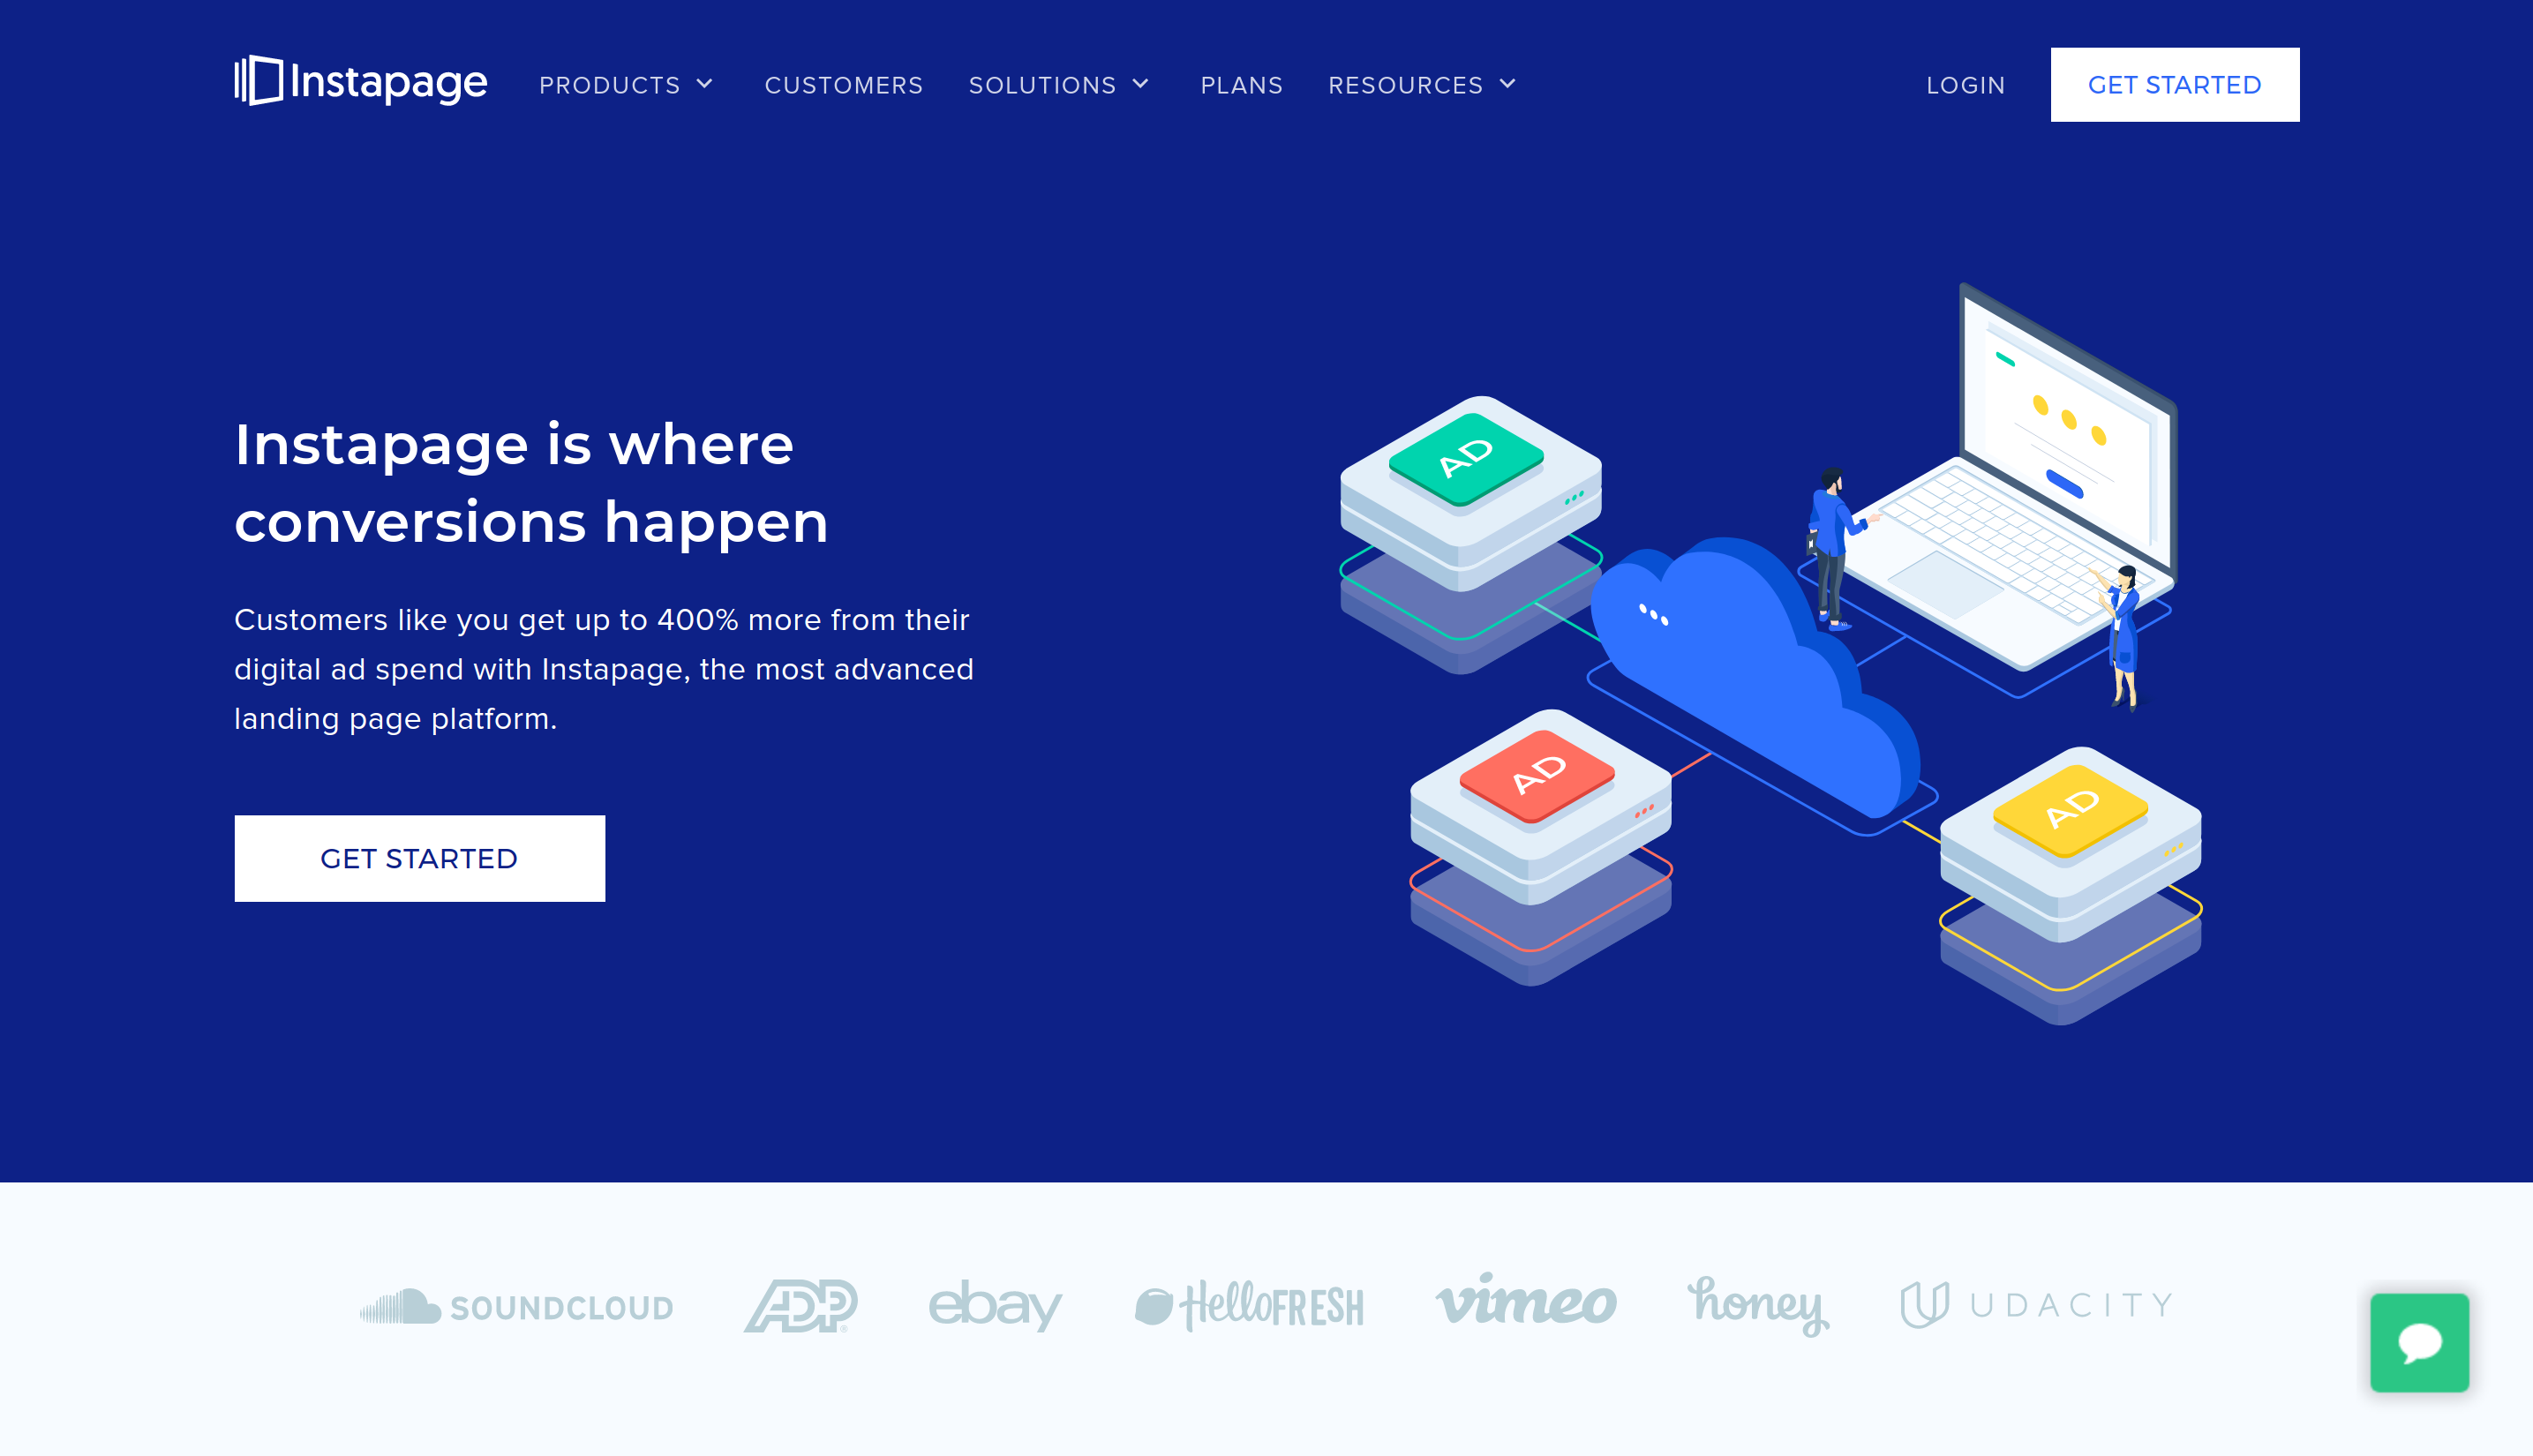 Instapage
PRODUCTS
CUSTOMERS
SOLUTIONS
PLANS
RESOURCES
LOGIN
GET STARTED
Instapage is where
conversions happen
Customers like you get up to 400% more from their
digital ad spend with Instapage, the most advanced
landing page platform.
GET STARTED
AD
AD
AD
SOUNDCLOUD
ADP®
ebay
HelloFRESH
vimeo
honey
UDACITY